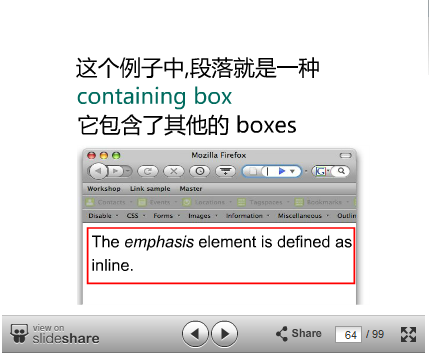 这个例子中,段落就是一种
containing box
它包含了其他的 boxes
Mozilla Firefox
Workshop Link sample Master
Contacts Events Locations Tagspaces Bookmarks
Disable CSS Forms Images Information Miscellaneous Outlin
The emphasis element is defined as
inline.
view on
slideshare
Share
64 / 99